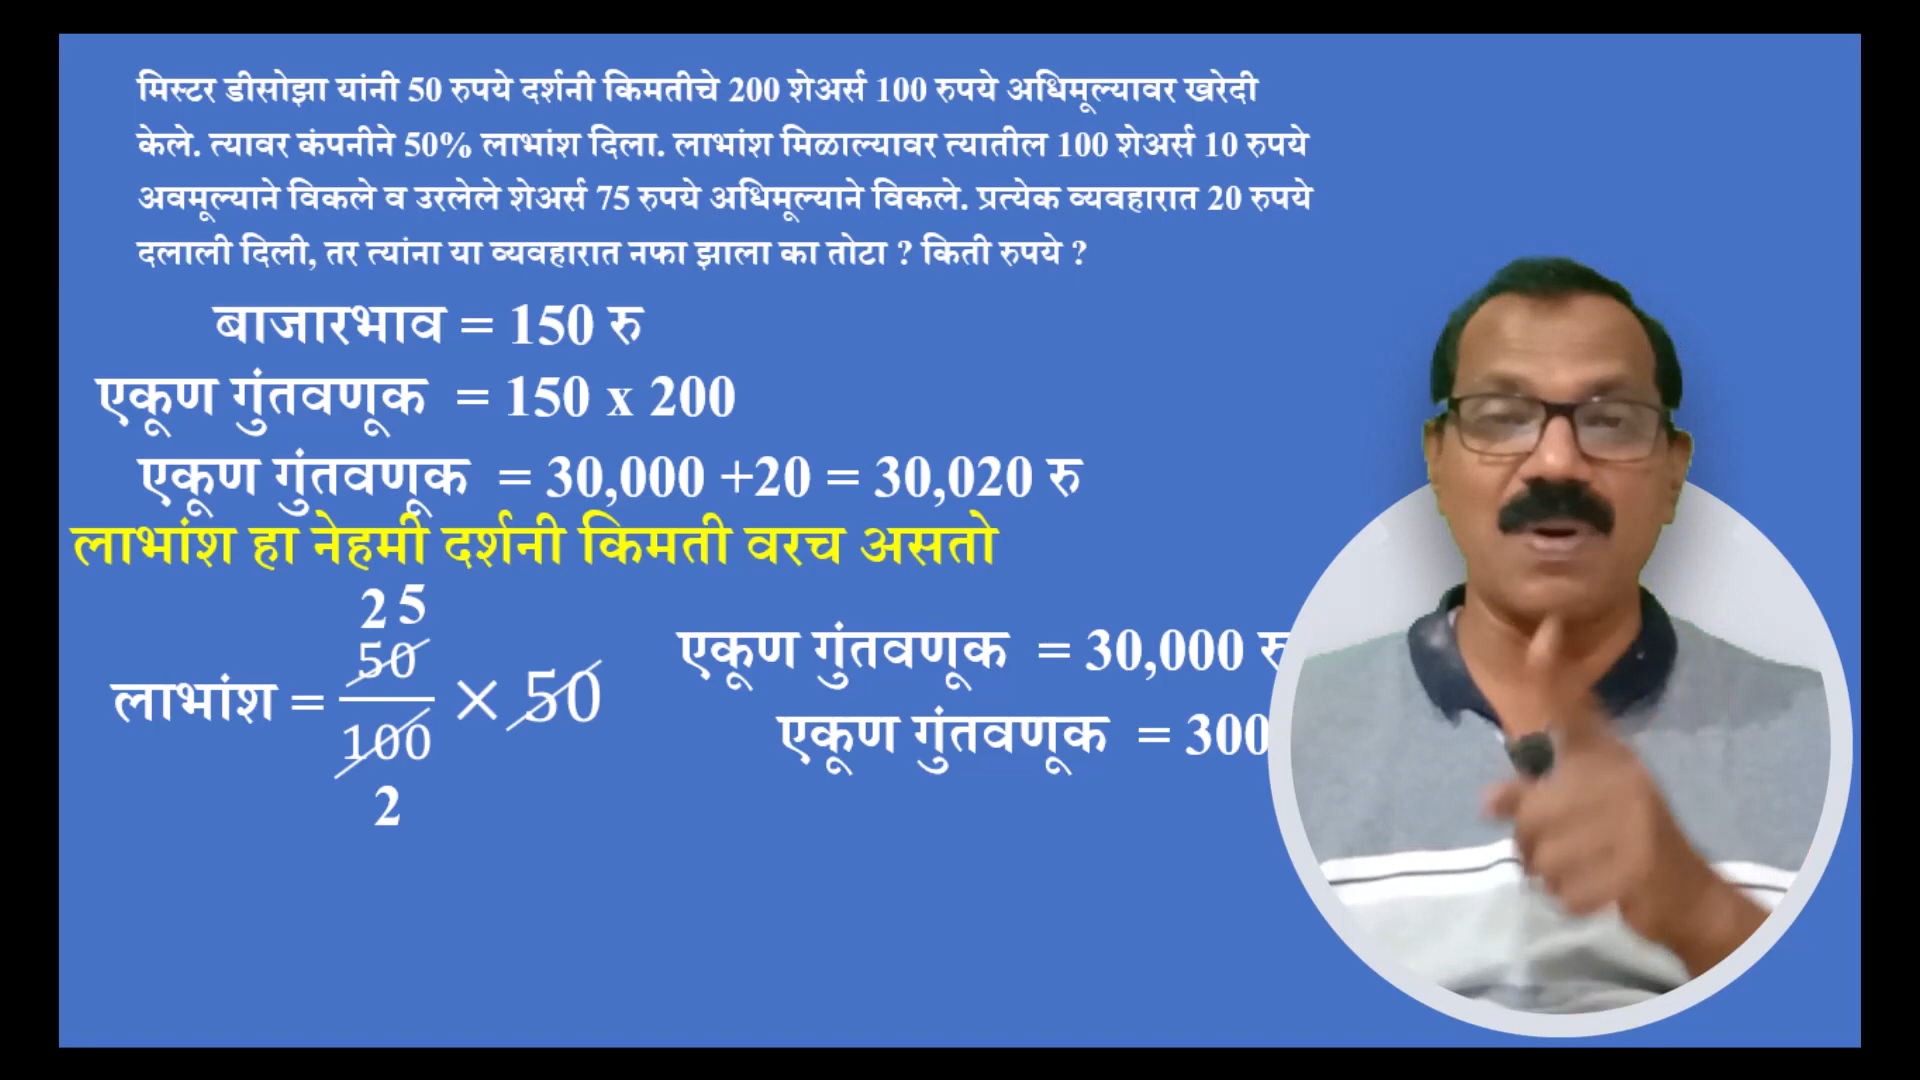 मिस्टर डीसोझा यांनी 50 रुपये दर्शनी किमतीचे 200 शेअर्स 100 रुपये अधिमूल्यावर खरेदी
केले. त्यावर कंपनीने 50% लाभांश दिला. लाभांश मिळाल्यावर त्यातील 100 शेअर्स 10 रुपये
अवमूल्याने विकले व उरलेले शेअर्स 75 रुपये अधिमूल्याने विकले. प्रत्येक व्यवहारात 20 रुपये
दलाली दिली, तर त्यांना या व्यवहारात नफा झाला का तोटा ? किती रुपये ?
बाजारभाव = 150 रु
एकूण गुंतवणूक = 150 x 200
एकूण गुंतवणूक = 30,000 +20 = 30,020 रु
लाभांश हा नेहमी दर्शनी किमती वरच असतो
25
50
लाभांश = × 50
100
2
एकूण गुंतवणूक = 30,000 रु
एकूण गुंतवणूक = 300